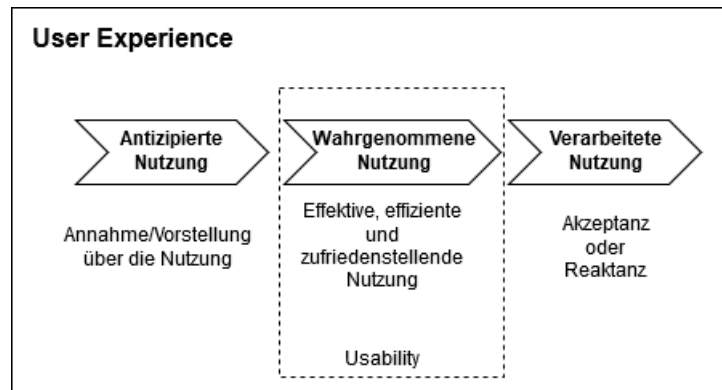 User Experience
Antizipierte
Nutzung
Wahrgenommene
Nutzung
Verarbeitete
Nutzung
Annahme/Vorstellung
über die Nutzung
Effektive, effiziente
und
zufriedenstellende
Nutzung
Akzeptanz
oder
Reaktanz
Usability